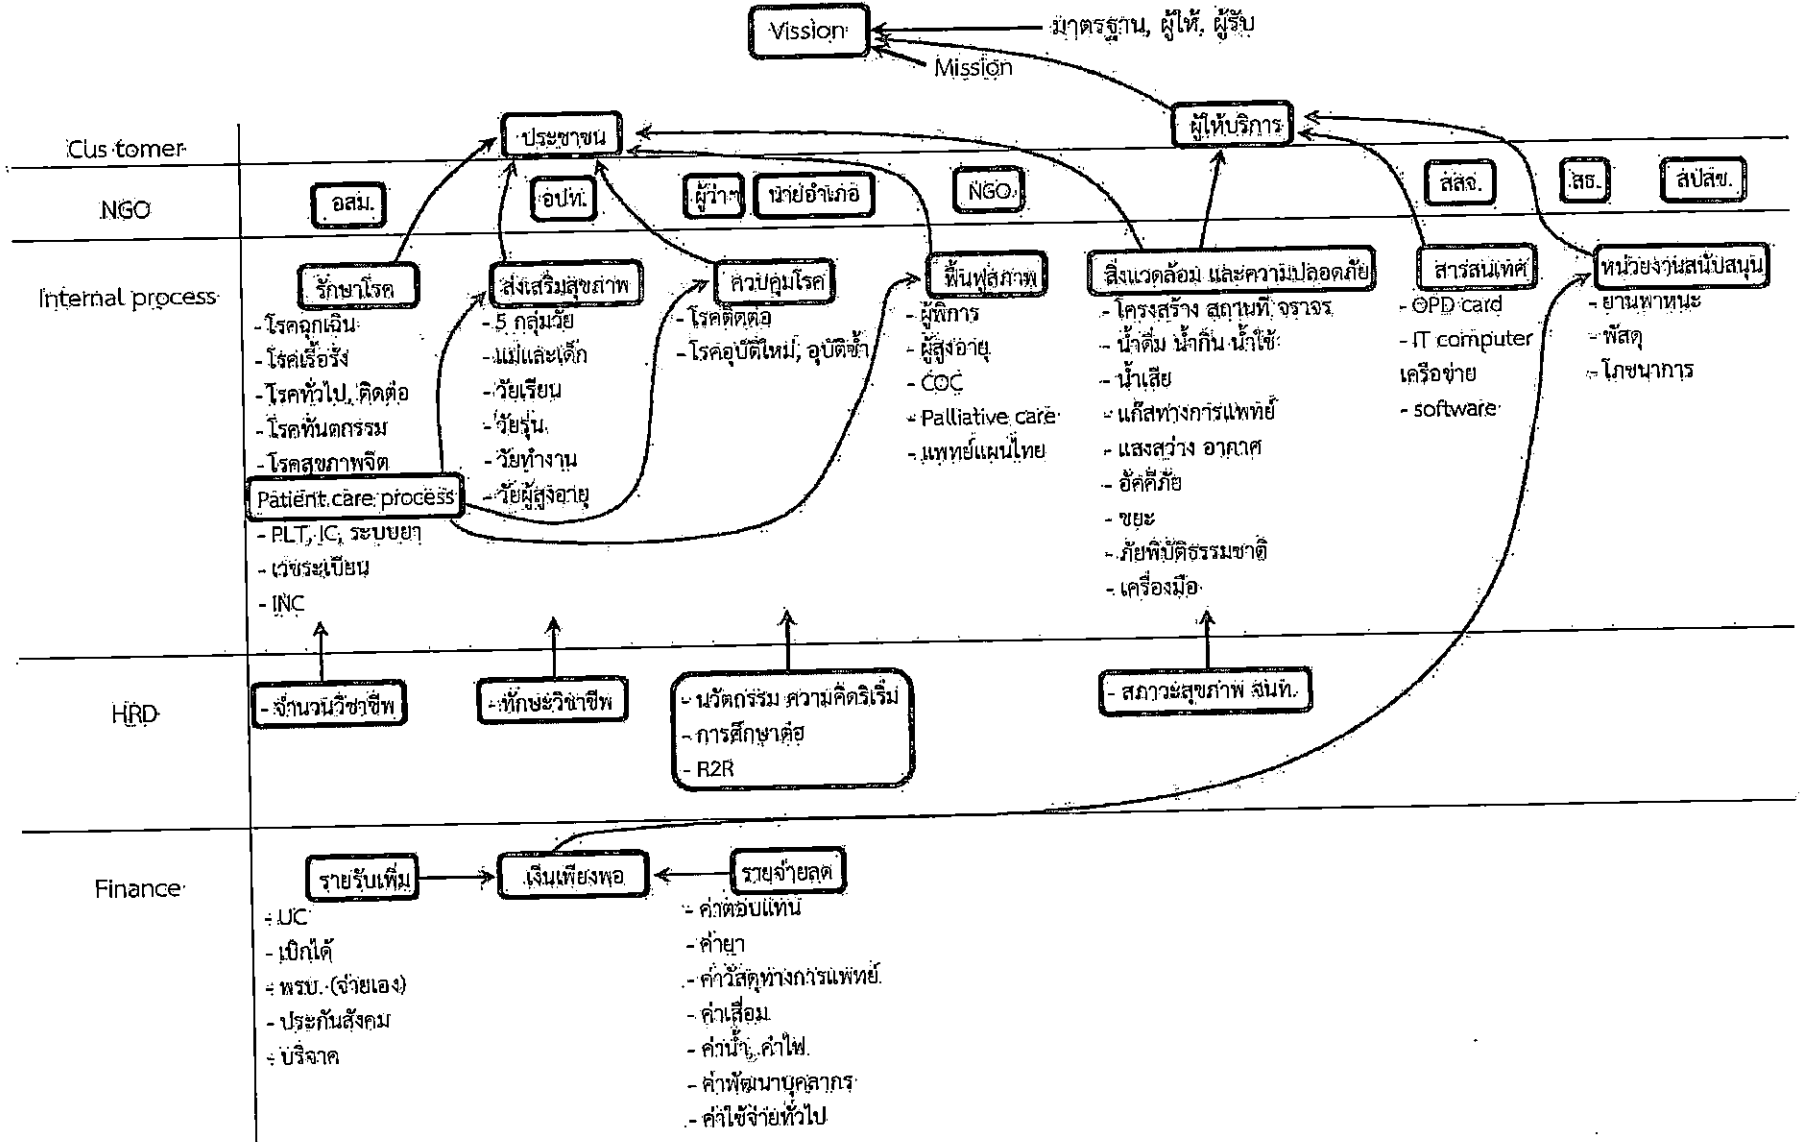 Vission
มาตรฐาน, ผู้ให้, ผู้รับ
Mission
Cus tomer
ประชาชน
ผู้ให้บริการ
NGO
อสม.
อปท.
ผู้ว่าฯ
นายอำเภอ
NGO
สสจ.
สธ.
สปสช.
Internal process
รักษาโรค
- โรคฉุกเฉิน
- โรคเรื้อรัง
- โรคทั่วไป, ติดต่อ
- โรคทันตกรรม
- โรคสุขภาพจิต
Patient care process
- PLT, IC, ระบบยา
- เวชระเบียน
- INC
ส่งเสริมสุขภาพ
- 5 กลุ่มวัย
- แม่และเด็ก
- วัยเรียน
- วัยรุ่น
- วัยทำงาน
- วัยผู้สูงอายุ
ควบคุมโรค
- โรคติดต่อ
- โรคอุบัติใหม่, อุบัติซ้ำ
ฟื้นฟูสภาพ
- ผู้พิการ
- ผู้สูงอายุ
- COC
- Palliative care
- แพทย์แผนไทย
สิ่งแวดล้อม และความปลอดภัย
- โครงสร้าง สถานที่ จราจร
- น้ำดื่ม น้ำกิน น้ำใช้
- น้ำเสีย
- แก๊สทางการแพทย์
- แสงสว่าง อากาศ
- อัคคีภัย
- ขยะ
- ภัยพิบัติธรรมชาติ
- เครื่องมือ
สารสนเทศ
- OPD card
- IT computer
เครือข่าย
- software
หน่วยงานสนับสนุน
- ยานพาหนะ
- พัสดุ
- โภชนาการ
HRD
- จำนวนวิชาชีพ
- ทักษะวิชาชีพ
- นวัตกรรม ความคิดริเริ่ม
- การศึกษาต่อ
- R2R
- สภาวะสุขภาพ จนท.
Finance
รายรับเพิ่ม
- UC
- เบิกได้
- พรบ. (จ่ายเอง)
- ประกันสังคม
- บริจาค
เงินเพียงพอ
รายจ่ายลด
- ค่าตอบแทน
- ค่ายา
- ค่าวัสดุทางการแพทย์
- ค่าเสื่อม
- ค่าน้ำ, ค่าไฟ
- ค่าพัฒนาบุคลากร
- ค่าใช้จ่ายทั่วไป